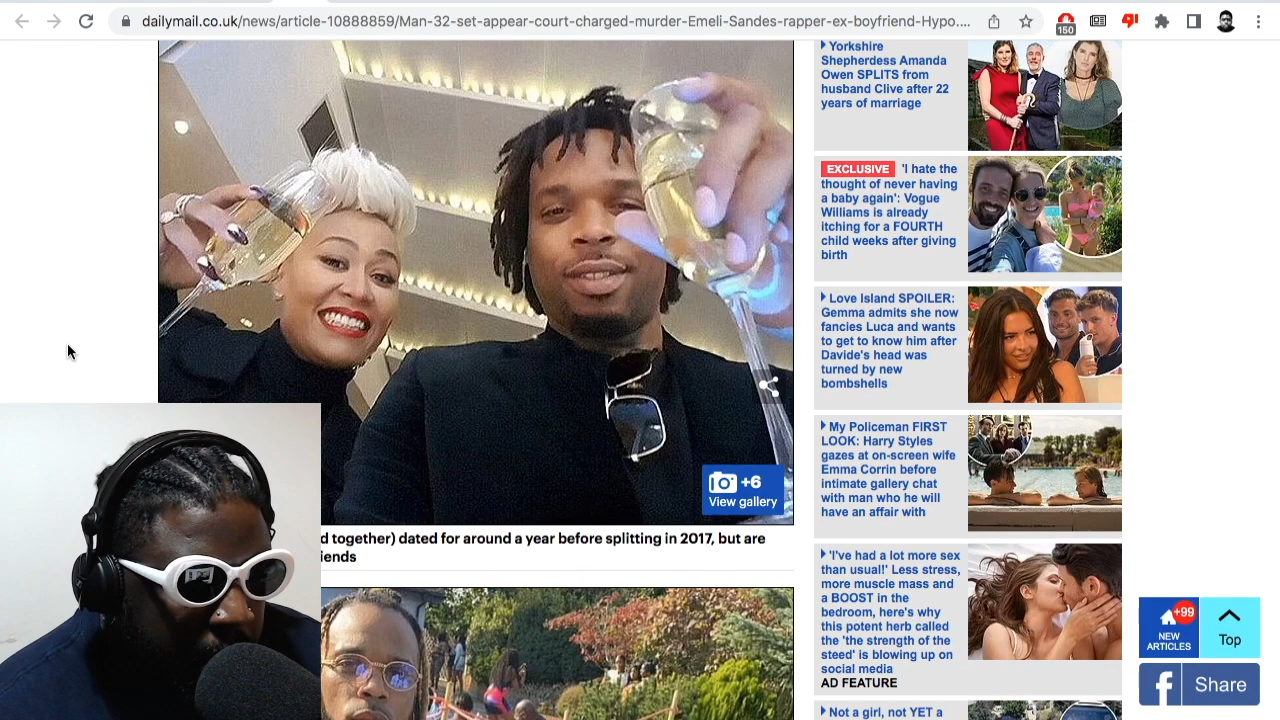 dailymail.co.uk/news/article-10888859/Man-32-set-appear-court-charged-murder-Emeli-Sandes-rapper-ex-boyfriend-Hypo....
150
+6
View gallery
d together) dated for around a year before splitting in 2017, but are
iends
Yorkshire
Shepherdess Amanda
Owen SPLITS from
husband Clive after 22
years of marriage
EXCLUSIVE 'I hate the
thought of never having
a baby again': Vogue
Williams is already
itching for a FOURTH
child weeks after giving
birth
Love Island SPOILER:
Gemma admits she now
fancies Luca and wants
to get to know him after
Davide's head was
turned by new
bombshells
My Policeman FIRST
LOOK: Harry Styles
gazes at on-screen wife
Emma Corrin before
intimate gallery chat
with man who he will
have an affair with
'I've had a lot more sex
than usual!' Less stress,
more muscle mass and
a BOOST in the
bedroom, here's why
this potent herb called
the 'the strength of the
steed' is blowing up on
social media
AD FEATURE
Not a girl, not YET a
+99
NEW
ARTICLES
Top
f Share